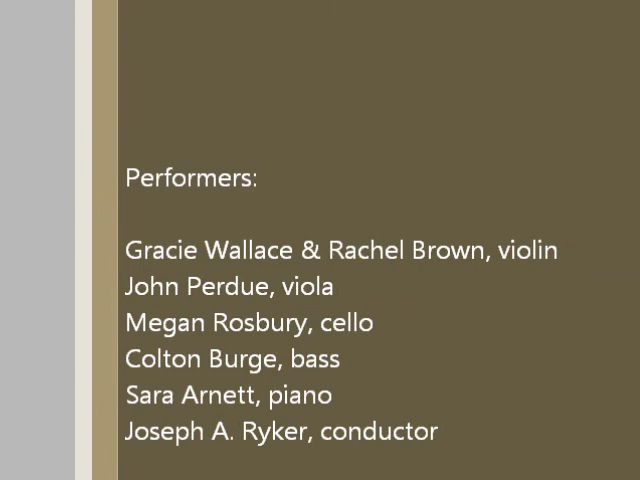 Performers:
Gracie Wallace & Rachel Brown, violin
John Perdue, viola
Megan Rosbury, cello
Colton Burge, bass
Sara Arnett, piano
Joseph A. Ryker, conductor